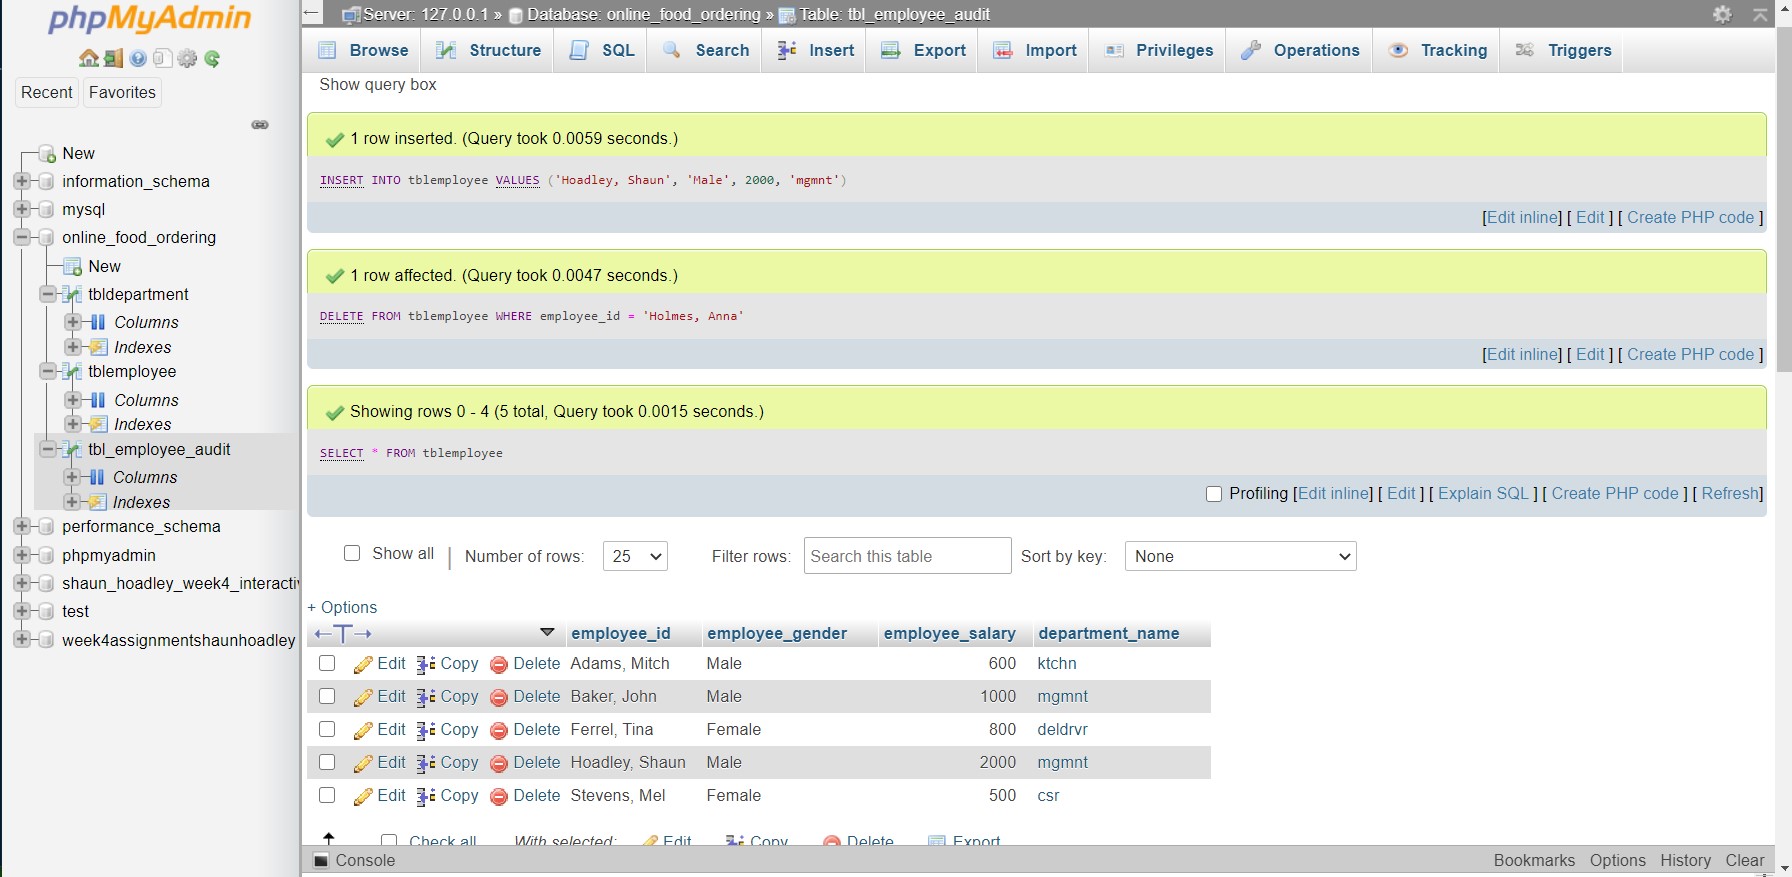 phpMyAdmin
Recent Favorites
New
information_schema
mysql
online_food_ordering
New
tbldepartment
Columns
Indexes
tblemployee
Columns
Indexes
tbl_employee_audit
Columns
Indexes
performance_schema
phpmyadmin
shaun_hoadley_week4_interacti
test
week4assignmentshaunhoadley
Server: 127.0.0.1 » Database: online_food_ordering » Table: tbl_employee_audit
Browse Structure SQL Search Insert Export Import Privileges Operations Tracking Triggers
Show query box
1 row inserted. (Query took 0.0059 seconds.)
INSERT INTO tblemployee VALUES ('Hoadley, Shaun', 'Male', 2000, 'mgmnt')
[Edit inline] [ Edit ] [ Create PHP code ]
1 row affected. (Query took 0.0047 seconds.)
DELETE FROM tblemployee WHERE employee_id = 'Holmes, Anna'
[Edit inline] [ Edit ] [ Create PHP code ]
Showing rows 0 - 4 (5 total, Query took 0.0015 seconds.)
SELECT * FROM tblemployee
Profiling [Edit inline] [ Edit ] [ Explain SQL ] [ Create PHP code ] [ Refresh]
Show all | Number of rows: 25 Filter rows: Search this table Sort by key: None
+ Options
←T→ employee_id employee_gender employee_salary department_name
Edit Copy Delete Adams, Mitch Male 600 ktchn
Edit Copy Delete Baker, John Male 1000 mgmnt
Edit Copy Delete Ferrel, Tina Female 800 deldrvr
Edit Copy Delete Hoadley, Shaun Male 2000 mgmnt
Edit Copy Delete Stevens, Mel Female 500 csr
Check all With selected: Edit Copy Delete Export
Console Bookmarks Options History Clear